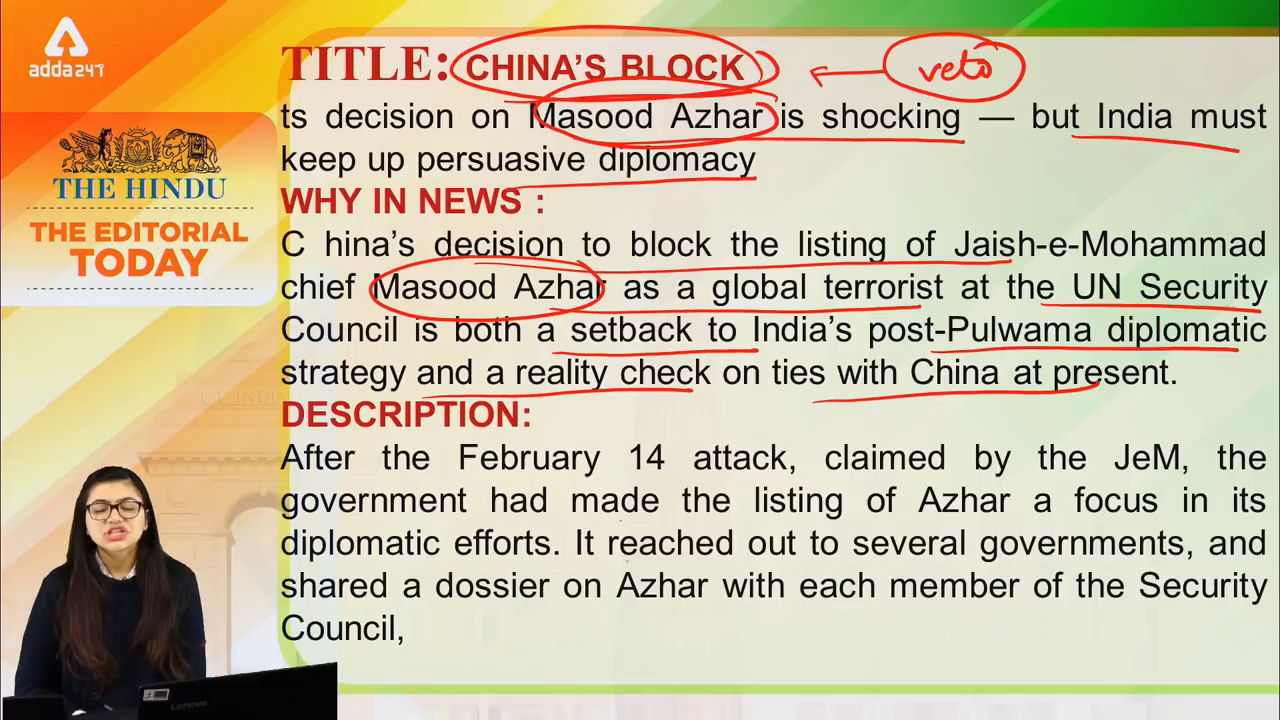 adda247
THE HINDU
THE EDITORIAL
TODAY
TITLE: CHINA'S BLOCK
veto
ts decision on Masood Azhar is shocking — but India must
keep up persuasive diplomacy
WHY IN NEWS :
C hina's decision to block the listing of Jaish-e-Mohammad
chief Masood Azhar as a global terrorist at the UN Security
Council is both a setback to India's post-Pulwama diplomatic
strategy and a reality check on ties with China at present.
DESCRIPTION:
After the February 14 attack, claimed by the JeM, the
government had made the listing of Azhar a focus in its
diplomatic efforts. It reached out to several governments, and
shared a dossier on Azhar with each member of the Security
Council,
INDIA
Lenovo